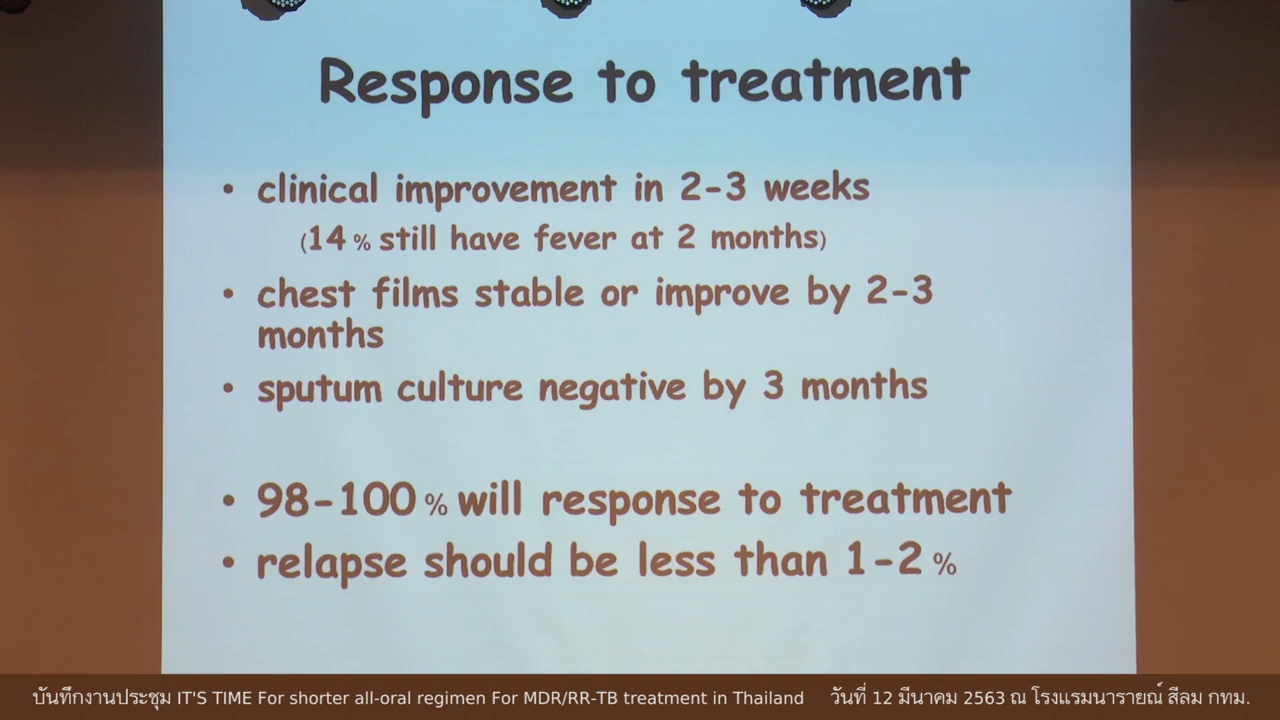 Response to treatment
• clinical improvement in 2-3 weeks
(14 % still have fever at 2 months)
• chest films stable or improve by 2-3
months
• sputum culture negative by 3 months
• 98-100 % will response to treatment
• relapse should be less than 1-2 %
บันทึกงานประชุม IT'S TIME For shorter all-oral regimen For MDR/RR-TB treatment in Thailand วันที่ 12 มีนาคม 2563 ณ โรงแรมนารายณ์ สีลม กทม.